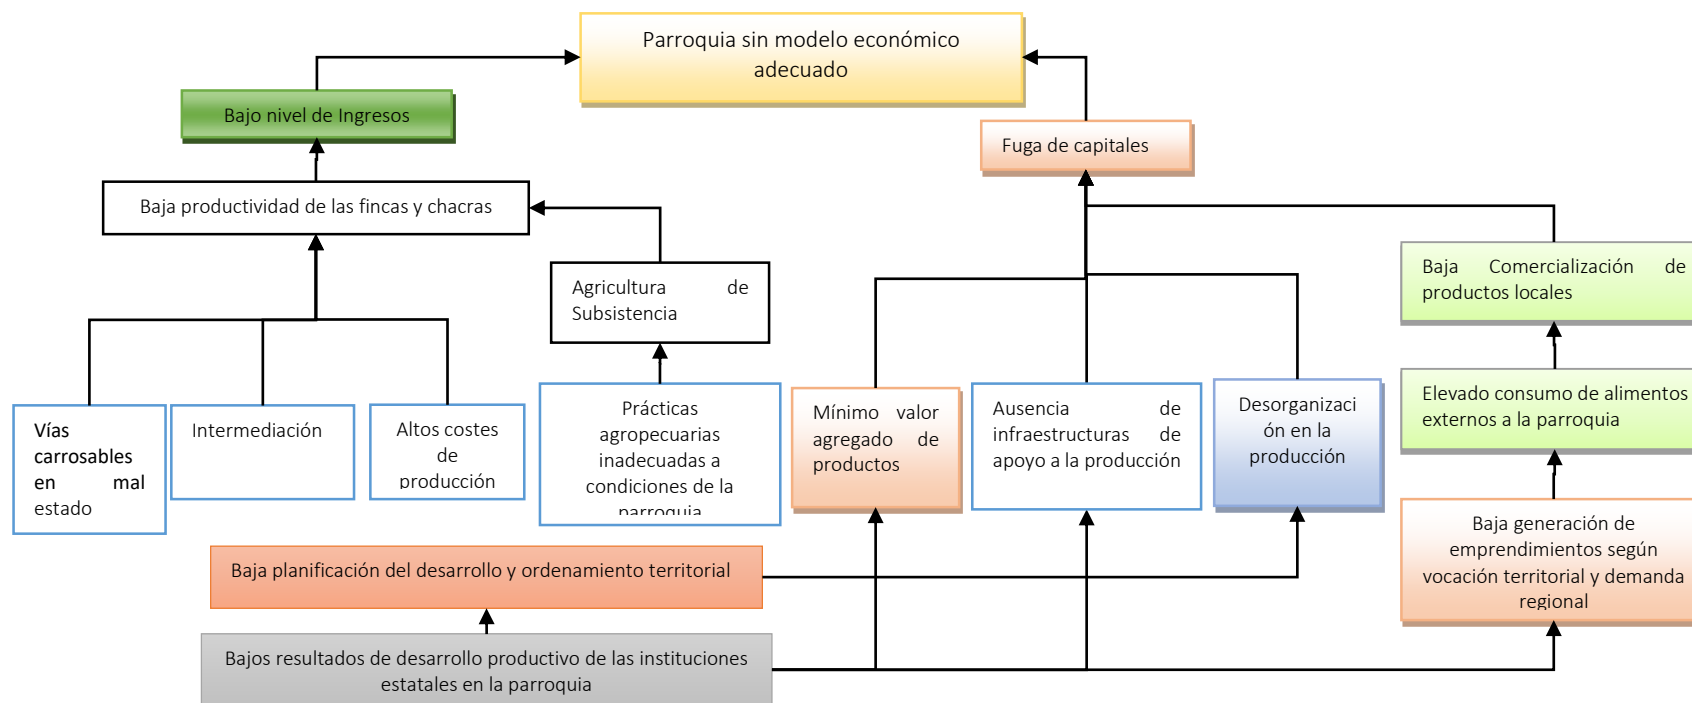 Parroquia sin modelo económico
adecuado
Bajo nivel de Ingresos
Fuga de capitales
Baja productividad de las fincas y chacras
Agricultura de
Subsistencia
Baja Comercialización de
productos locales
Vías
carrosables
en mal
estado
Intermediación
Altos costes
de
producción
Prácticas
agropecuarias
inadecuadas a
condiciones de la
parroquia
Mínimo valor
agregado de
productos
Ausencia de
infraestructuras de
apoyo a la producción
Desorganizaci
ón en la
producción
Elevado consumo de alimentos
externos a la parroquia
Baja generación de
emprendimientos según
vocación territorial y demanda
regional
Baja planificación del desarrollo y ordenamiento territorial
Bajos resultados de desarrollo productivo de las instituciones
estatales en la parroquia